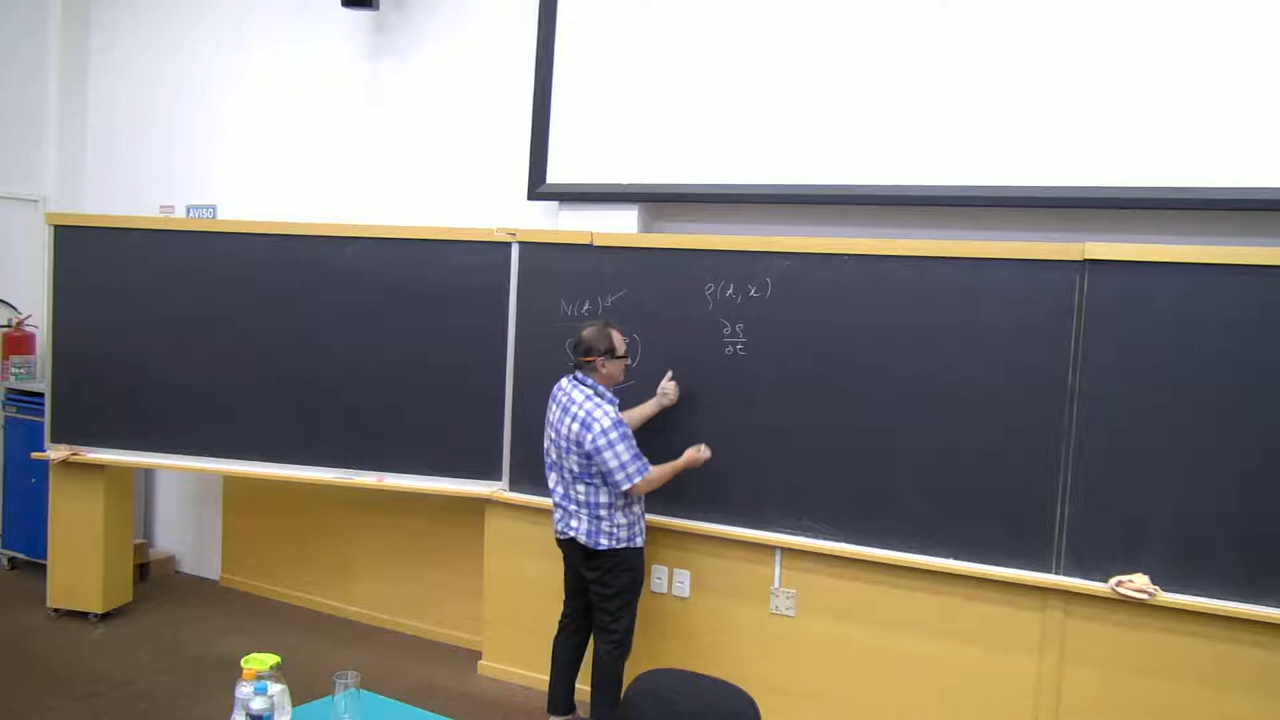 AVISO
N(t)
ρ(t, x)
∂ρ
∂t